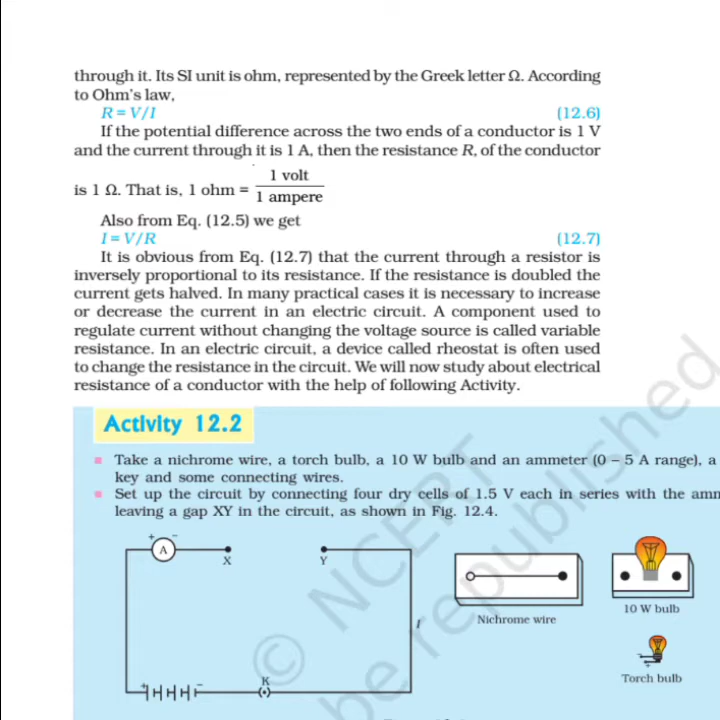 through it. Its SI unit is ohm, represented by the Greek letter Ω. According
to Ohm's law,
R = V/I (12.6)
If the potential difference across the two ends of a conductor is 1 V
and the current through it is 1 A, then the resistance R, of the conductor
is 1 Ω. That is, 1 ohm = 1 volt / 1 ampere
Also from Eq. (12.5) we get
I = V/R (12.7)
It is obvious from Eq. (12.7) that the current through a resistor is
inversely proportional to its resistance. If the resistance is doubled the
current gets halved. In many practical cases it is necessary to increase
or decrease the current in an electric circuit. A component used to
regulate current without changing the voltage source is called variable
resistance. In an electric circuit, a device called rheostat is often used
to change the resistance in the circuit. We will now study about electrical
resistance of a conductor with the help of following Activity.
Activity 12.2
Take a nichrome wire, a torch bulb, a 10 W bulb and an ammeter (0 – 5 A range), a
key and some connecting wires.
Set up the circuit by connecting four dry cells of 1.5 V each in series with the
leaving a gap XY in the circuit, as shown in Fig. 12.4.
+ –
A
X
Y
I
Nichrome wire
10 W bulb
Torch bulb
+ –
K
© NCERT
be republished